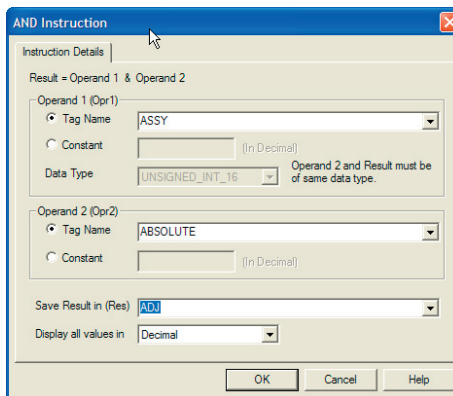 AND Instruction
Instruction Details
Result = Operand 1 & Operand 2
Operand 1 (Opr1)
Tag Name ASSY
Constant (In Decimal)
Data Type UNSIGNED_INT_16 Operand 2 and Result must be
of same data type.
Operand 2 (Opr2)
Tag Name ABSOLUTE
Constant (In Decimal)
Save Result in (Res) ADJ
Display all values in Decimal
OK Cancel Help